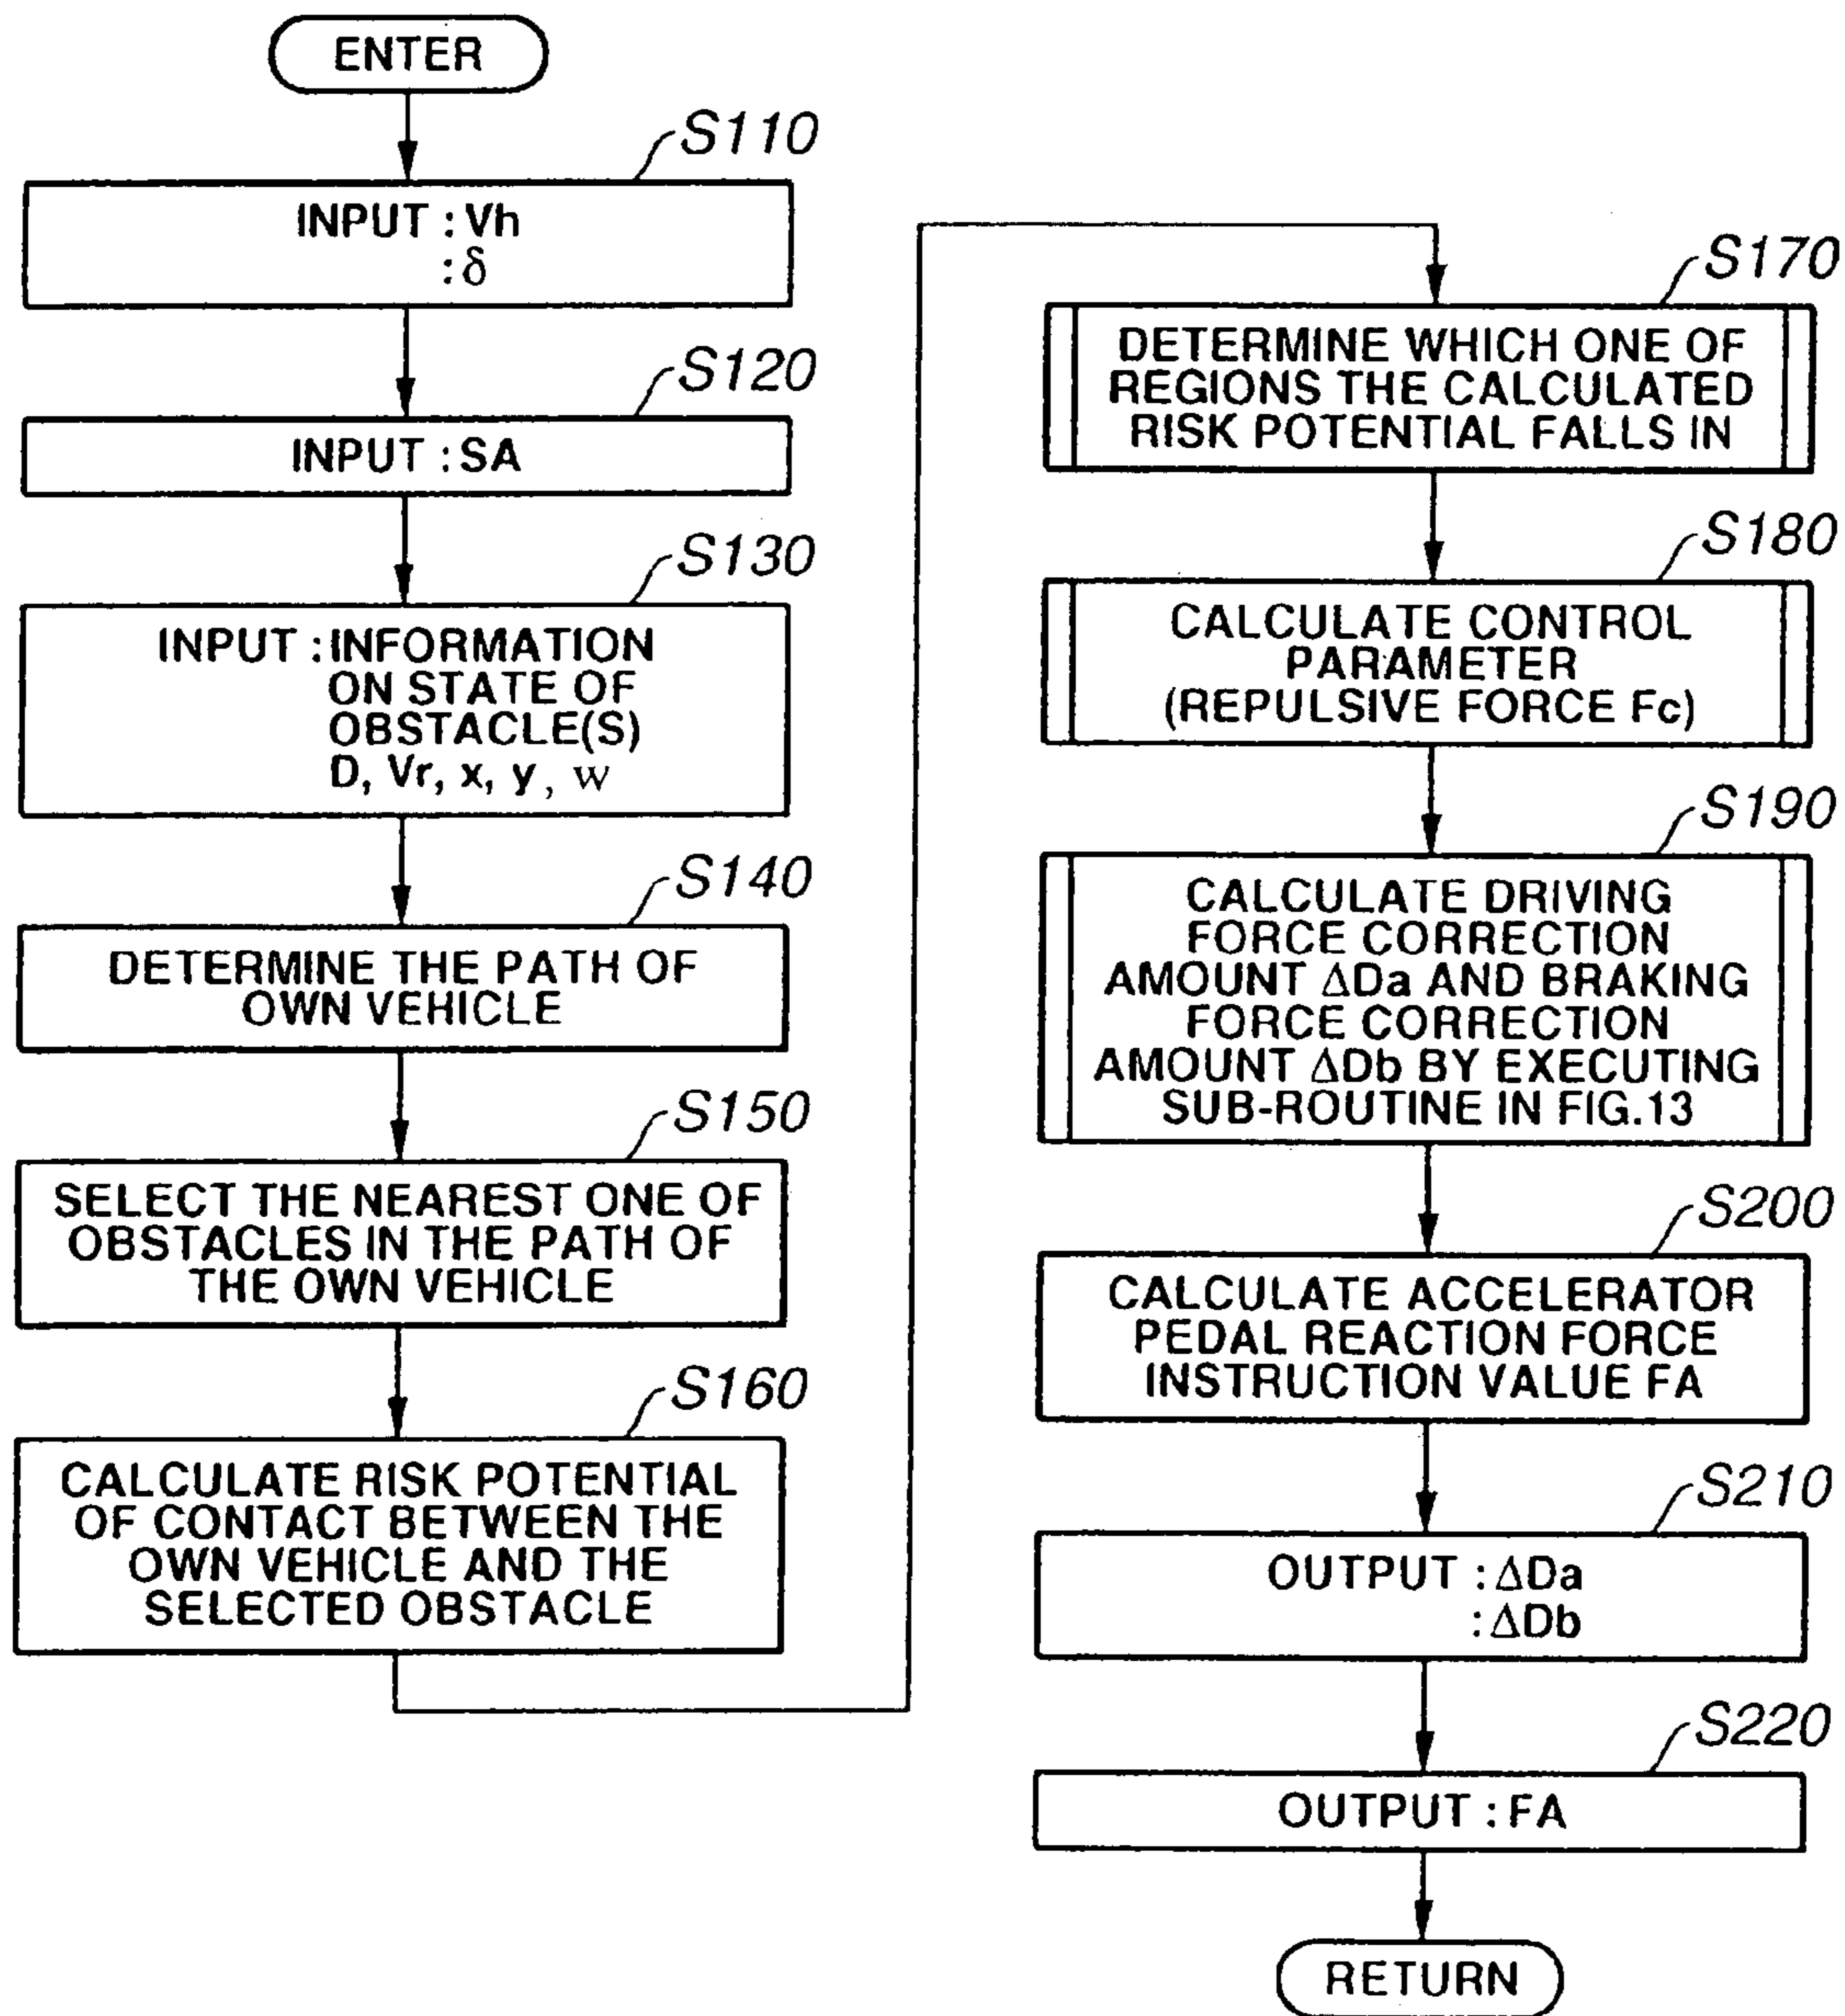 ENTER
S110
INPUT : Vh
: δ
S120
INPUT : SA
S130
INPUT : INFORMATION
ON STATE OF
OBSTACLE(S)
D, Vr, x, y, w
S140
DETERMINE THE PATH OF
OWN VEHICLE
S150
SELECT THE NEAREST ONE OF
OBSTACLES IN THE PATH OF
THE OWN VEHICLE
S160
CALCULATE RISK POTENTIAL
OF CONTACT BETWEEN THE
OWN VEHICLE AND THE
SELECTED OBSTACLE
S170
DETERMINE WHICH ONE OF
REGIONS THE CALCULATED
RISK POTENTIAL FALLS IN
S180
CALCULATE CONTROL
PARAMETER
(REPULSIVE FORCE Fc)
S190
CALCULATE DRIVING
FORCE CORRECTION
AMOUNT ΔDa AND BRAKING
FORCE CORRECTION
AMOUNT ΔDb BY EXECUTING
SUB-ROUTINE IN FIG.13
S200
CALCULATE ACCELERATOR
PEDAL REACTION FORCE
INSTRUCTION VALUE FA
S210
OUTPUT : ΔDa
: ΔDb
S220
OUTPUT : FA
RETURN